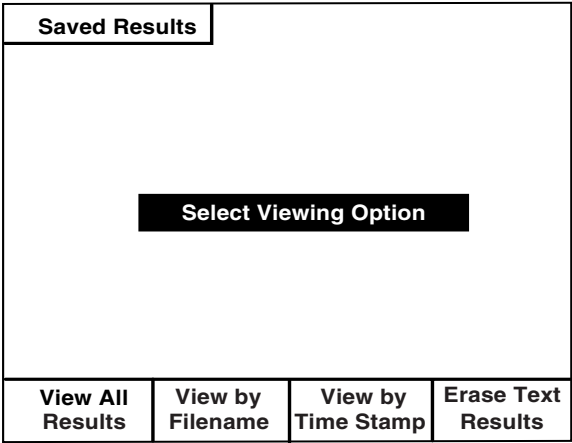 Saved Results
Select Viewing Option
View All
Results
View by
Filename
View by
Time Stamp
Erase Text
Results